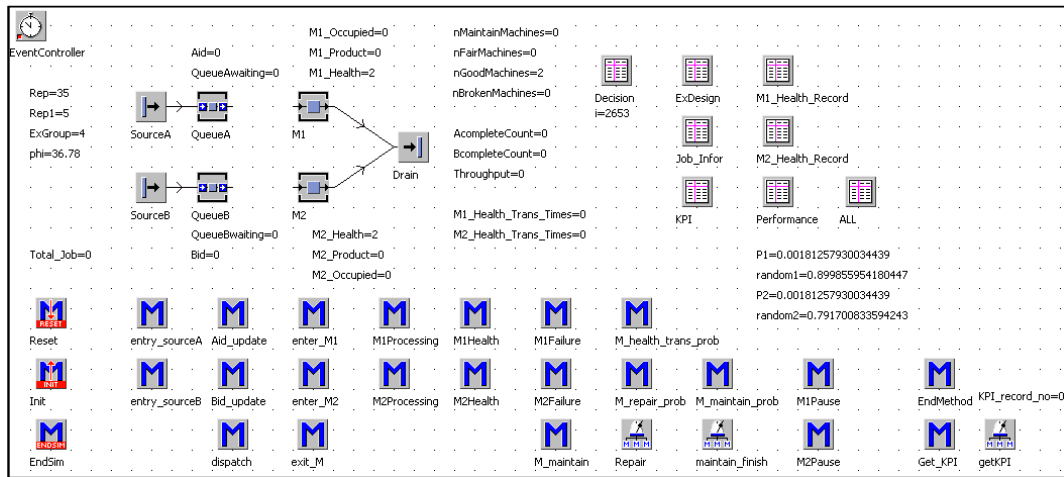 M1_Occupied=0
nMaintainMachines=0
EventController
Aid=0
M1_Product=0
nFairMachines=0
QueueAwaiting=0
M1_Health=2
nGoodMachines=2
Rep=35
nBrokenMachines=0
Decision
ExDesign
M1_Health_Record
Rep1=5
i=2653
ExGroup=4
SourceA
QueueA
M1
AcompleteCount=0
phi=36.78
BcompleteCount=0
Job_Infor
M2_Health_Record
Drain
Throughput=0
SourceB
QueueB
M2
M1_Health_Trans_Times=0
KPI
Performance
ALL
QueueBwaiting=0
M2_Health=2
M2_Health_Trans_Times=0
Total_Job=0
Bid=0
M2_Product=0
P1=0.00181257930034439
M2_Occupied=0
random1=0.899855954180447
P2=0.00181257930034439
random2=0.791700833594243
M M M M M M M M
RESET
Reset
entry_sourceA
Aid_update
enter_M1
M1Processing
M1Health
M1Failure
M_health_trans_prob
M M M M M M M M M M M
INIT
KPI_record_no=0
Init
entry_sourceB
Bid_update
enter_M2
M2Processing
M2Health
M2Failure
M_repair_prob
M_maintain_prob
M1Pause
EndMethod
M M M M M M M M M M M M M M M M
ENDSIM
EndSim
dispatch
exit_M
M_maintain
Repair
maintain_finish
M2Pause
Get_KPI
getKPI